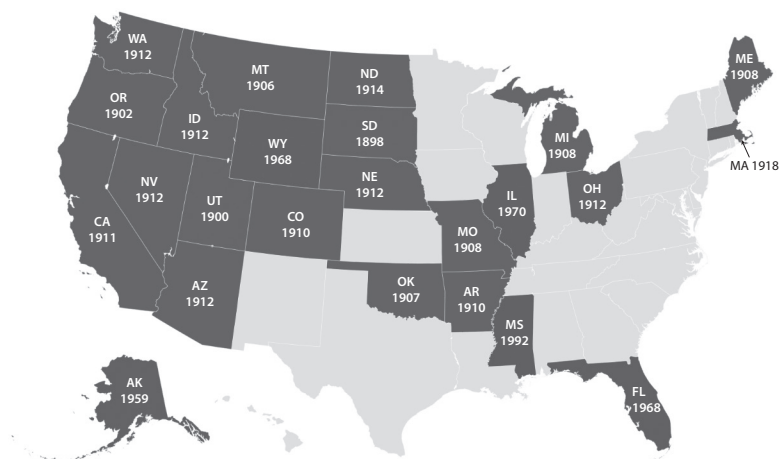 WA
1912
OR
1902
ID
1912
MT
1906
ND
1914
SD
1898
WY
1968
NE
1912
NV
1912
UT
1900
CO
1910
CA
1911
AZ
1912
OK
1907
MO
1908
AR
1910
IL
1970
MI
1908
OH
1912
MS
1992
FL
1968
ME
1908
MA 1918
AK
1959